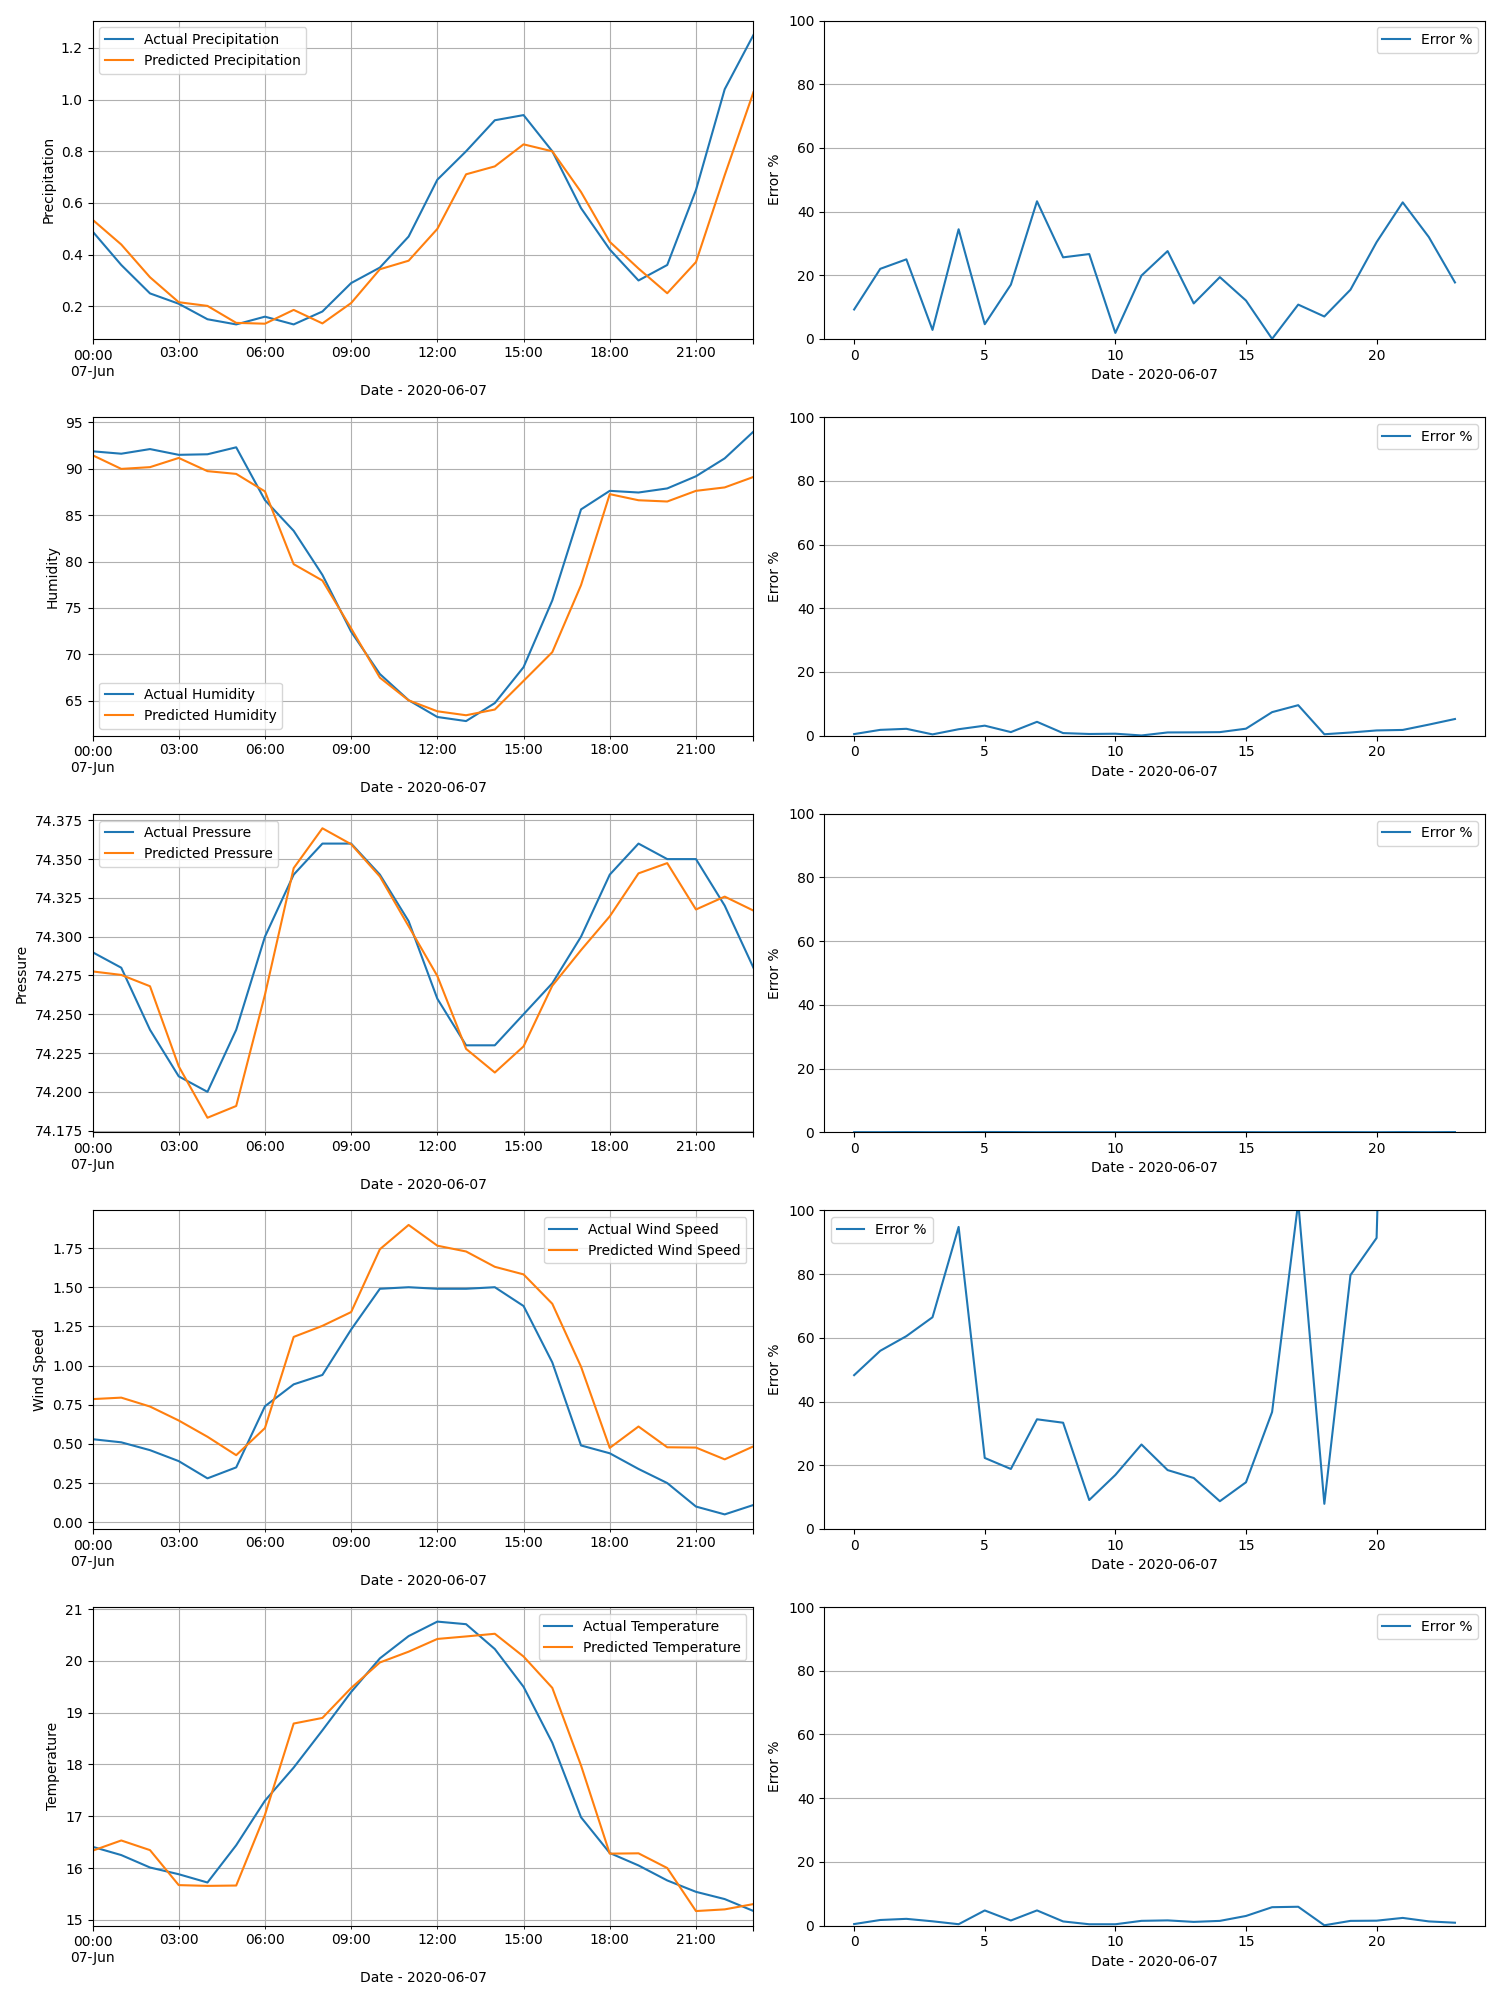 Actual Precipitation
Predicted Precipitation
1.2
1.0
0.8
0.6
0.4
0.2
Precipitation
00:00 03:00 06:00 09:00 12:00 15:00 18:00 21:00
07-Jun
Date - 2020-06-07
Error %
100
80
60
40
20
0
Error %
0 5 10 15 20
Date - 2020-06-07
95
90
85
80
75
70
65
Humidity
Actual Humidity
Predicted Humidity
00:00 03:00 06:00 09:00 12:00 15:00 18:00 21:00
07-Jun
Date - 2020-06-07
Error %
100
80
60
40
20
0
Error %
0 5 10 15 20
Date - 2020-06-07
Actual Pressure
Predicted Pressure
74.375
74.350
74.325
74.300
74.275
74.250
74.225
74.200
74.175
Pressure
00:00 03:00 06:00 09:00 12:00 15:00 18:00 21:00
07-Jun
Date - 2020-06-07
Error %
100
80
60
40
20
0
Error %
0 5 10 15 20
Date - 2020-06-07
Actual Wind Speed
Predicted Wind Speed
1.75
1.50
1.25
1.00
0.75
0.50
0.25
0.00
Wind Speed
00:00 03:00 06:00 09:00 12:00 15:00 18:00 21:00
07-Jun
Date - 2020-06-07
Error %
100
80
60
40
20
0
Error %
0 5 10 15 20
Date - 2020-06-07
Actual Temperature
Predicted Temperature
21
20
19
18
17
16
15
Temperature
00:00 03:00 06:00 09:00 12:00 15:00 18:00 21:00
07-Jun
Date - 2020-06-07
Error %
100
80
60
40
20
0
Error %
0 5 10 15 20
Date - 2020-06-07